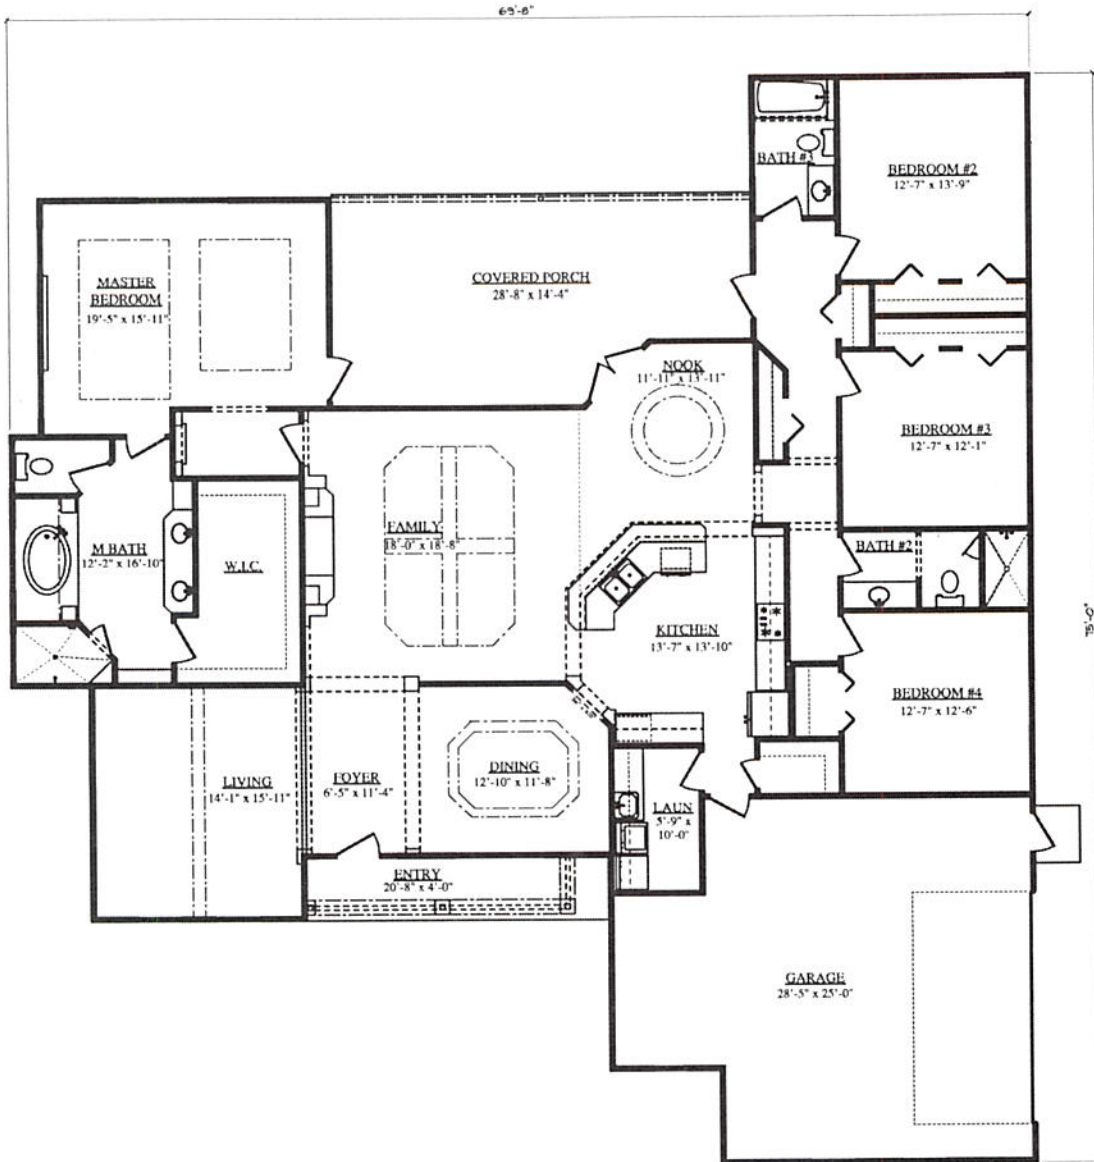 69'-8"
BATH #3
BEDROOM #2
12'-7" x 13'-9"
MASTER
BEDROOM
19'-5" x 15'-11"
COVERED PORCH
28'-8" x 14'-4"
NOOK
11'-11" x 13'-11"
BEDROOM #3
12'-7" x 12'-1"
FAMILY
18'-0" x 18'-8"
M.BATH
12'-2" x 16'-10"
W.I.C.
BATH #2
KITCHEN
13'-7" x 13'-10"
75'-0"
BEDROOM #4
12'-7" x 12'-6"
LIVING
14'-1" x 15'-11"
FOYER
6'-5" x 11'-4"
DINING
12'-10" x 11'-8"
LAUN
5'-9" x
10'-0"
ENTRY
20'-8" x 4'-0"
GARAGE
28'-5" x 25'-0"